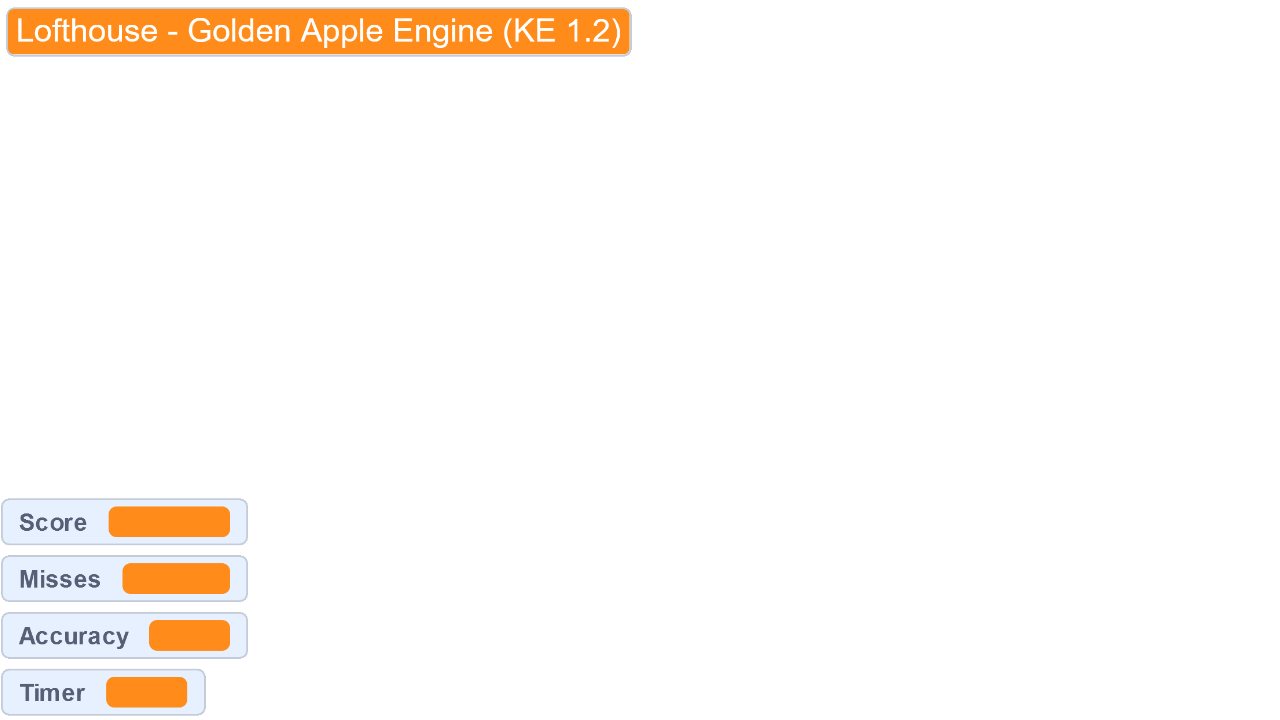 Lofthouse - Golden Apple Engine (KE 1.2)
Score
Misses
Accuracy
Timer